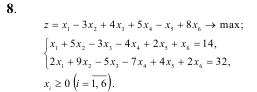 8.
z = x₁ − 3x₂ + 4x₃ + 5x₄ − x₅ + 8x₆ → max;
{ x₁ + 5x₂ − 3x₃ − 4x₄ + 2x₅ + x₆ = 14,
2x₁ + 9x₂ − 5x₃ − 7x₄ + 4x₅ + 2x₆ = 32,
xᵢ ≥ 0 (i = 1, 6).